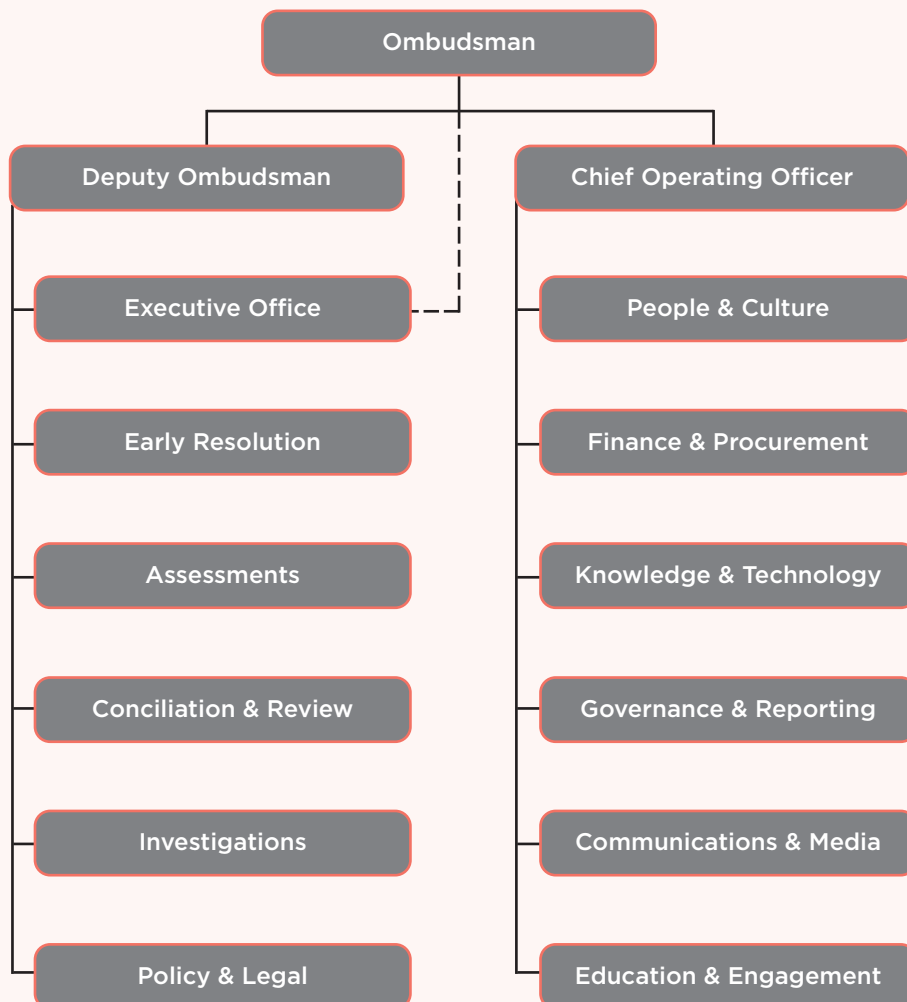 Ombudsman
Deputy Ombudsman
Chief Operating Officer
Executive Office
People & Culture
Early Resolution
Finance & Procurement
Assessments
Knowledge & Technology
Conciliation & Review
Governance & Reporting
Investigations
Communications & Media
Policy & Legal
Education & Engagement